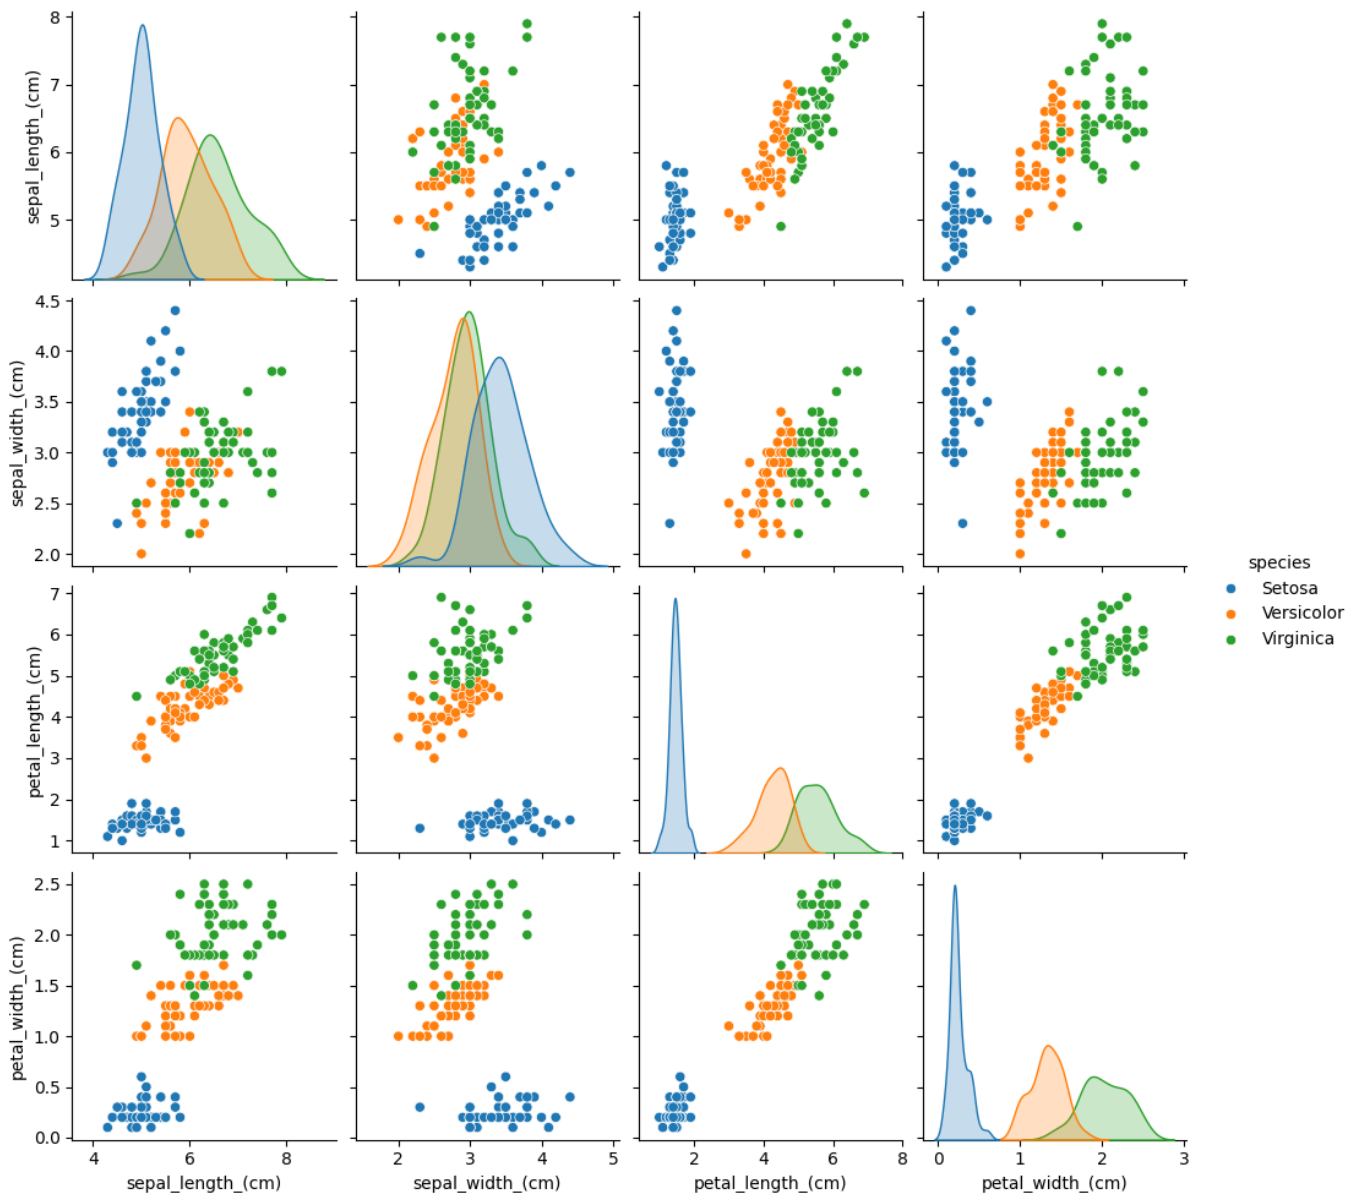 8
7
6
5
sepal_length_(cm)
4.5
4.0
3.5
3.0
2.5
2.0
sepal_width_(cm)
species
Setosa
Versicolor
Virginica
7
6
5
4
3
2
1
petal_length_(cm)
2.5
2.0
1.5
1.0
0.5
0.0
petal_width_(cm)
4 6 8
sepal_length_(cm)
2 3 4 5
sepal_width_(cm)
2 4 6 8
petal_length_(cm)
0 1 2 3
petal_width_(cm)